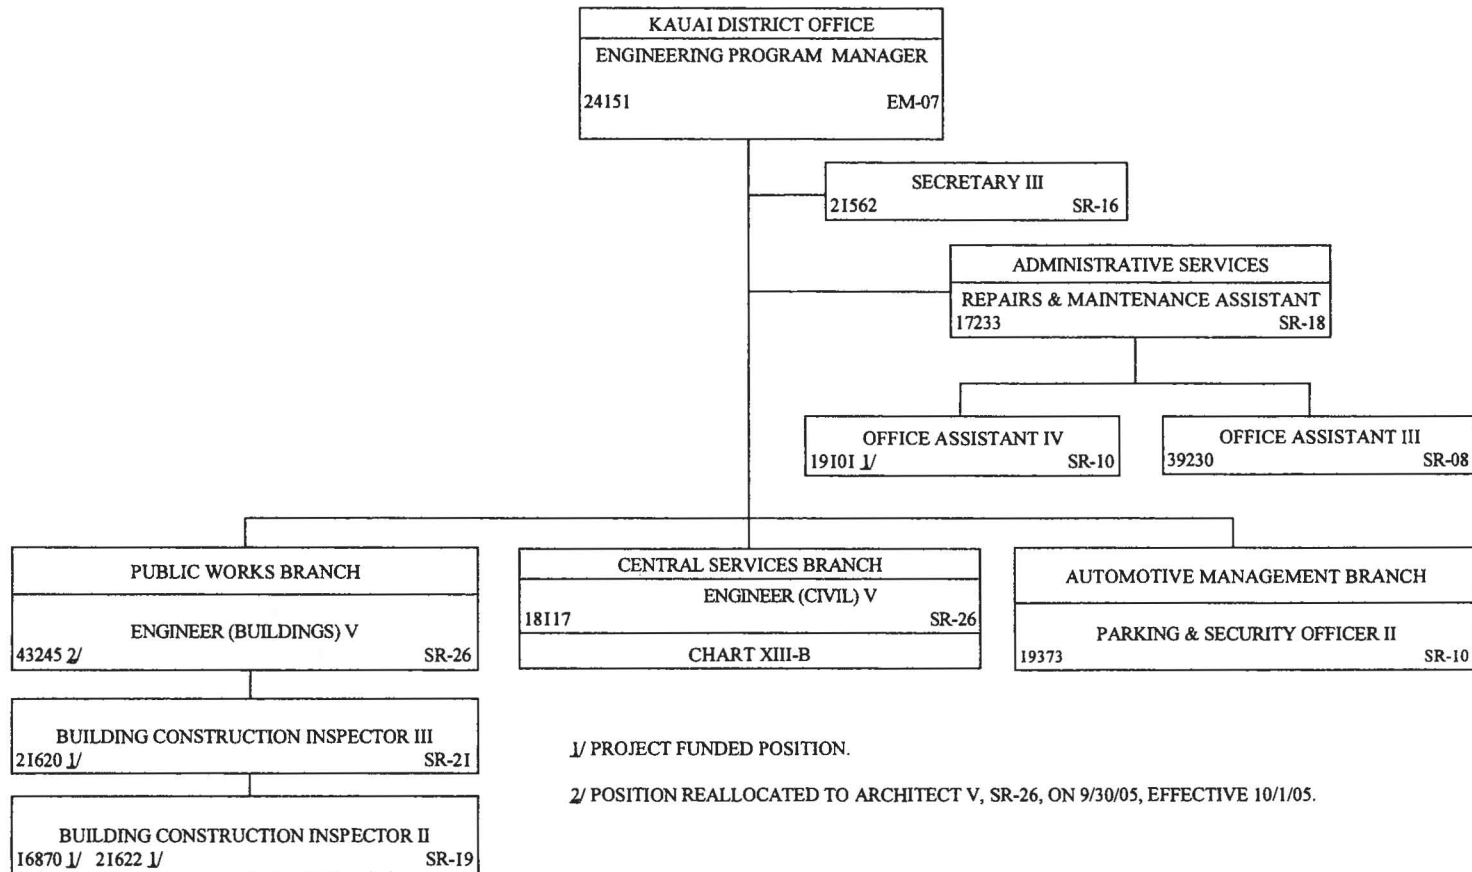 KAUAI DISTRICT OFFICE
ENGINEERING PROGRAM MANAGER
24151 EM-07
SECRETARY III
21562 SR-16
ADMINISTRATIVE SERVICES
REPAIRS & MAINTENANCE ASSISTANT
17233 SR-18
OFFICE ASSISTANT IV
19101 1/ SR-10
OFFICE ASSISTANT III
39230 SR-08
PUBLIC WORKS BRANCH
ENGINEER (BUILDINGS) V
43245 2/ SR-26
CENTRAL SERVICES BRANCH
ENGINEER (CIVIL) V
18117 SR-26
CHART XIII-B
AUTOMOTIVE MANAGEMENT BRANCH
PARKING & SECURITY OFFICER II
19373 SR-10
BUILDING CONSTRUCTION INSPECTOR III
21620 1/ SR-21
BUILDING CONSTRUCTION INSPECTOR II
16870 1/ 21622 1/ SR-19
1/ PROJECT FUNDED POSITION.
2/ POSITION REALLOCATED TO ARCHITECT V, SR-26, ON 9/30/05, EFFECTIVE 10/1/05.